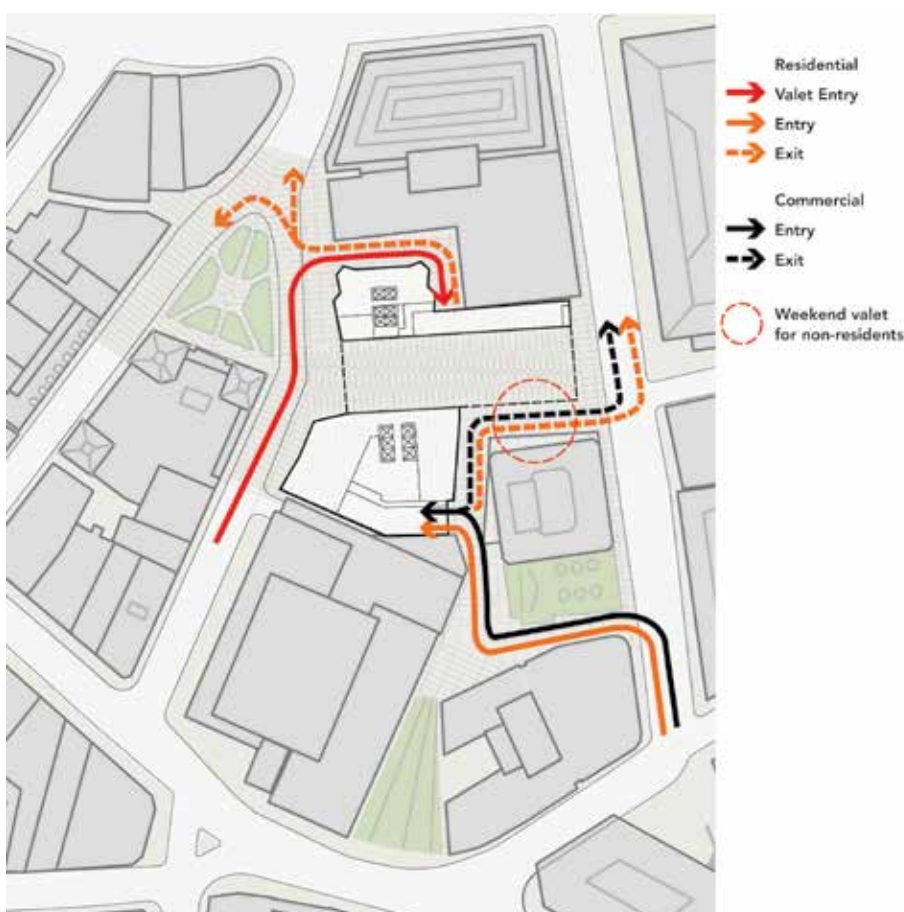 Residential
Valet Entry
Entry
Exit
Commercial
Entry
Exit
Weekend valet
for non-residents